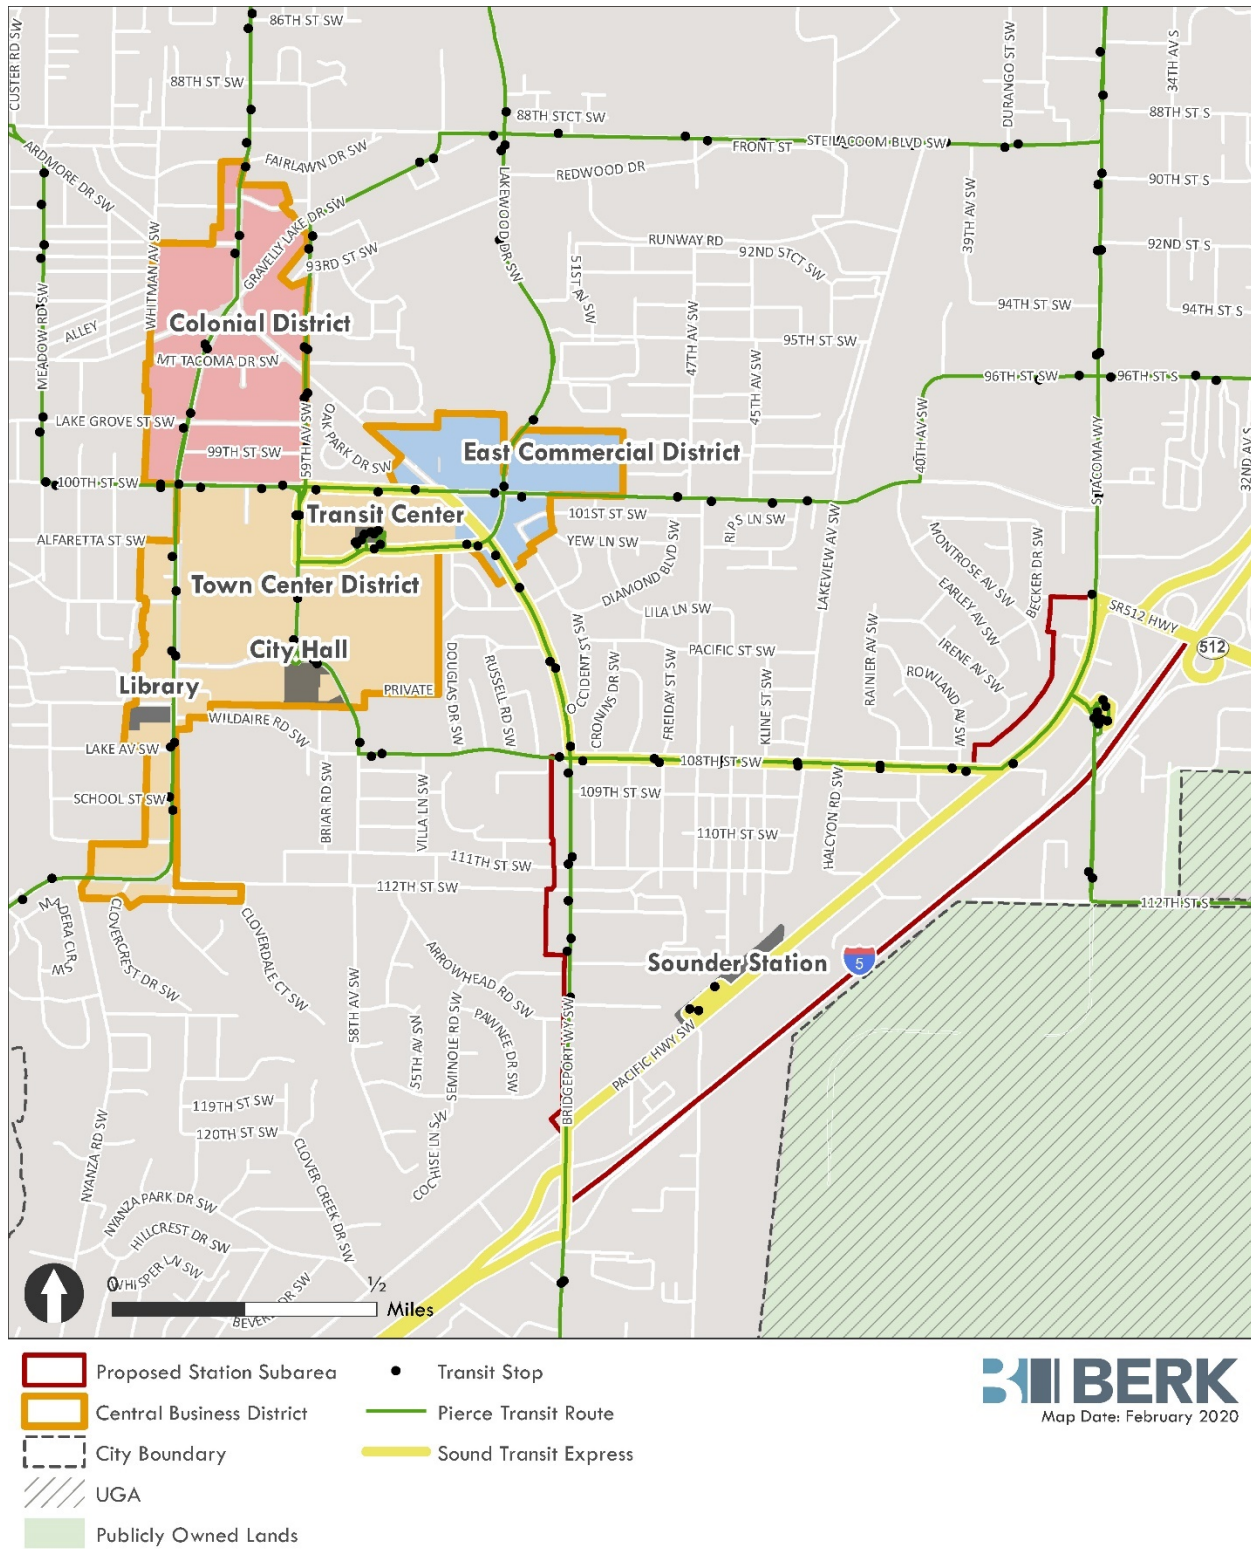 86TH ST SW
CUSTER RD SW
88TH ST SW
DURANGO ST SW
34TH AV S
88TH STCT SW
88TH ST S
ARDMORE DR SW
FAIRLAWN DR SW
FRONT ST
STEILACOOM BLVD SW
REDWOOD DR
90TH ST S
GRAVELLY LAKE DR SW
LAKEWOOD DR SW
39TH AV SW
WHITMAN AV SW
93RD ST SW
RUNWAY RD
92ND STCT SW
92ND ST S
51ST AV SW
MEADOW RD SW
ALLEY
Colonial District
94TH ST SW
94TH ST S
47TH AV SW
95TH ST SW
MT TACOMA DR SW
45TH AV SW
96TH ST SW
96TH ST S
LAKE GROVE ST SW
59TH AV SW
OAK PARK DR SW
40TH AV SW
S TACOMA WY
32ND AV S
99TH ST SW
East Commercial District
100TH ST SW
Transit Center
101ST ST SW
RIPS LN SW
ALFARETTA ST SW
YEW LN SW
DIAMOND BLVD SW
LAKEVIEW AV SW
MONTROSE AV SW
BECKER DR SW
Town Center District
EARLEY AV SW
SR512 HWY
LILA LN SW
City Hall
OCCIDENT ST SW
PACIFIC ST SW
RAINIER AV SW
IRENE AV SW
512
Library
PRIVATE
DOUGLAS DR SW
RUSSELL RD SW
CRONINS DR SW
FREIDAY ST SW
KLINE ST SW
ROWLAND AV SW
WILDAIRE RD SW
LAKE AV SW
108TH ST SW
SCHOOL ST SW
BRIAR RD SW
VILLA LN SW
109TH ST SW
110TH ST SW
HALCYON RD SW
111TH ST SW
112TH ST SW
112TH ST S
MADERA CIR SW
CLOVERCREST DR SW
CLOVERDALE CT SW
ARROWHEAD RD SW
Sounder Station
5
58TH AV SW
55TH AV SW
SEMINOLE RD SW
PAWNEE DR SW
BRIDGEPORT WY SW
PACIFIC HWY SW
119TH ST SW
120TH ST SW
NYANZA RD SW
COCHISE LN SW
CLOVER CREEK DR SW
NYANZA PARK DR SW
HILLCREST DR SW
WHISPER LN SW
0
½
Miles
Proposed Station Subarea
Transit Stop
Central Business District
Pierce Transit Route
City Boundary
Sound Transit Express
UGA
Publicly Owned Lands
BERK
Map Date: February 2020